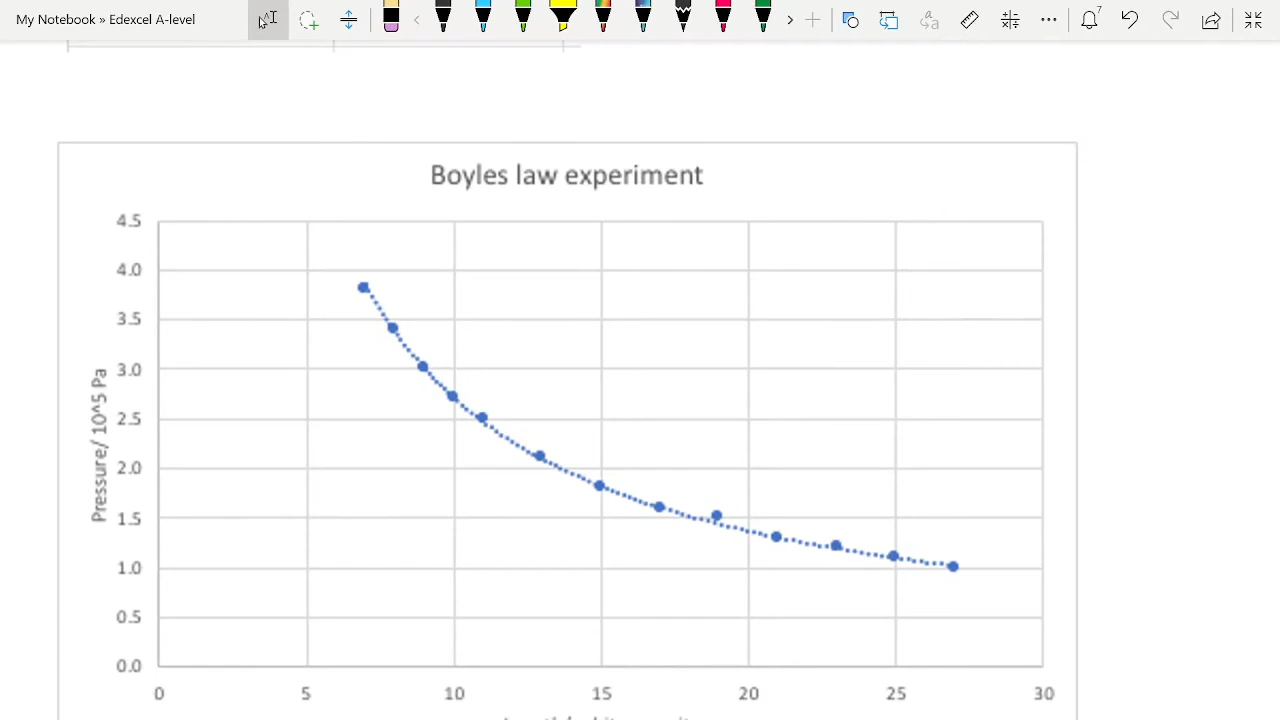 My Notebook » Edexcel A-level
7
Boyles law experiment
4.5
4.0
3.5
3.0
2.5
2.0
1.5
1.0
0.5
0.0
Pressure/ 10^5 Pa
0 5 10 15 20 25 30